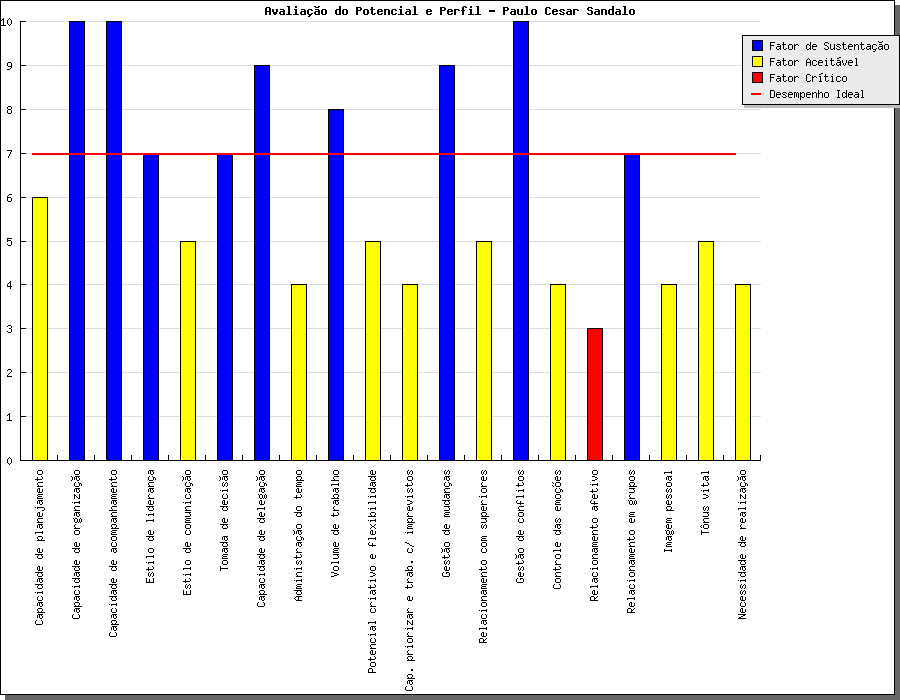 Avaliação do Potencial e Perfil - Paulo Cesar Sandalo
Fator de Sustentação
Fator Aceitável
Fator Crítico
Desempenho Ideal
10
9
8
7
6
5
4
3
2
1
0
Capacidade de planejamento
Capacidade de organização
Capacidade de acompanhamento
Estilo de liderança
Estilo de comunicação
Tomada de decisão
Capacidade de delegação
Administração do tempo
Volume de trabalho
Potencial criativo e flexibilidade
Cap. priorizar e trab. c/ imprevistos
Gestão de mudanças
Relacionamento com superiores
Gestão de conflitos
Controle das emoções
Relacionamento afetivo
Relacionamento em grupos
Imagem pessoal
Tônus vital
Necessidade de realização